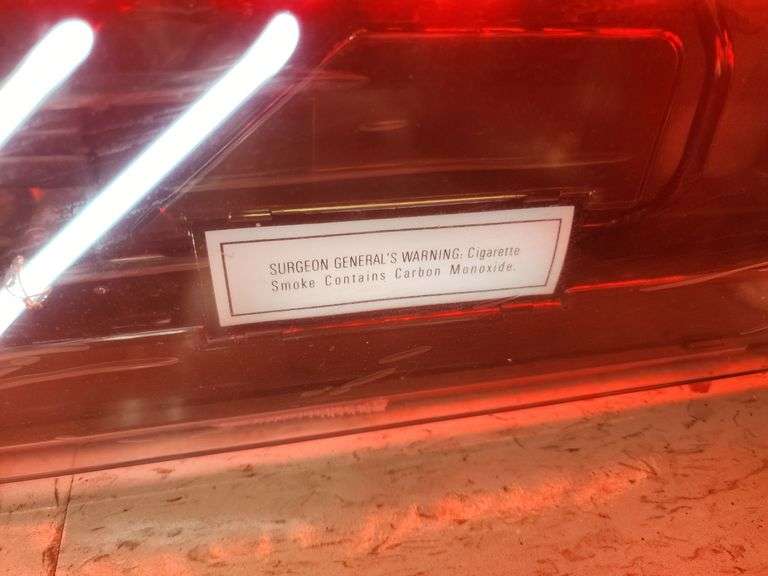 SURGEON GENERAL'S WARNING: Cigarette
Smoke Contains Carbon Monoxide.